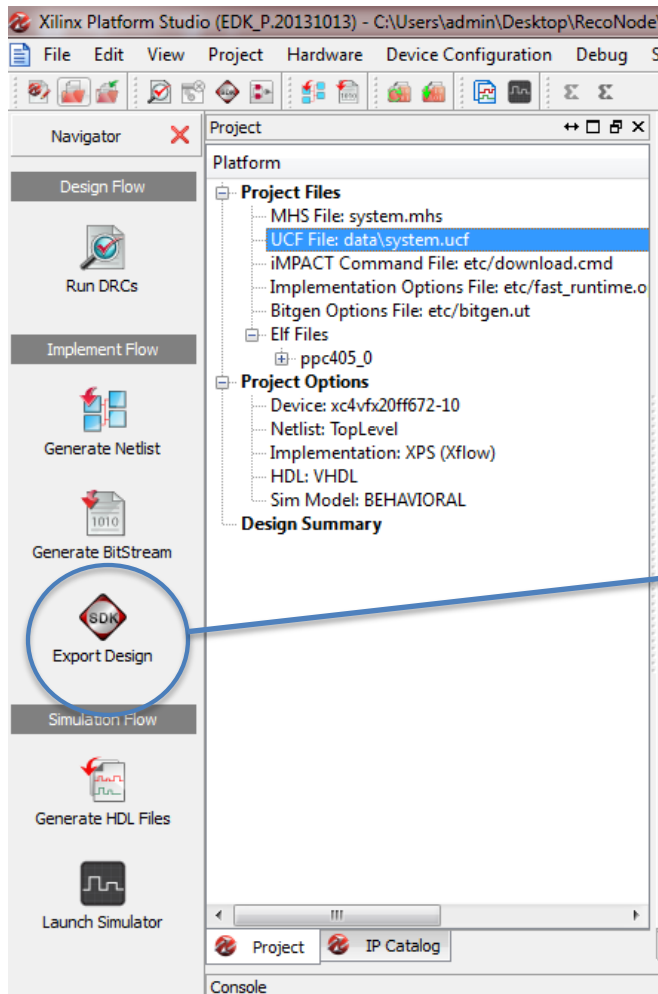 Xilinx Platform Studio (EDK_P.20131013) - C:\Users\admin\Desktop\RecoNode\
File Edit View Project Hardware Device Configuration Debug S
Navigator
Design Flow
Run DRCs
Implement Flow
Generate Netlist
1010
Generate BitStream
SDK
Export Design
Simulation Flow
Generate HDL Files
Launch Simulator
Project
Platform
Project Files
MHS File: system.mhs
UCF File: data\system.ucf
iMPACT Command File: etc/download.cmd
Implementation Options File: etc/fast_runtime.o
Bitgen Options File: etc/bitgen.ut
Elf Files
ppc405_0
Project Options
Device: xc4vfx20ff672-10
Netlist: TopLevel
Implementation: XPS (Xflow)
HDL: VHDL
Sim Model: BEHAVIORAL
Design Summary
Project IP Catalog
Console